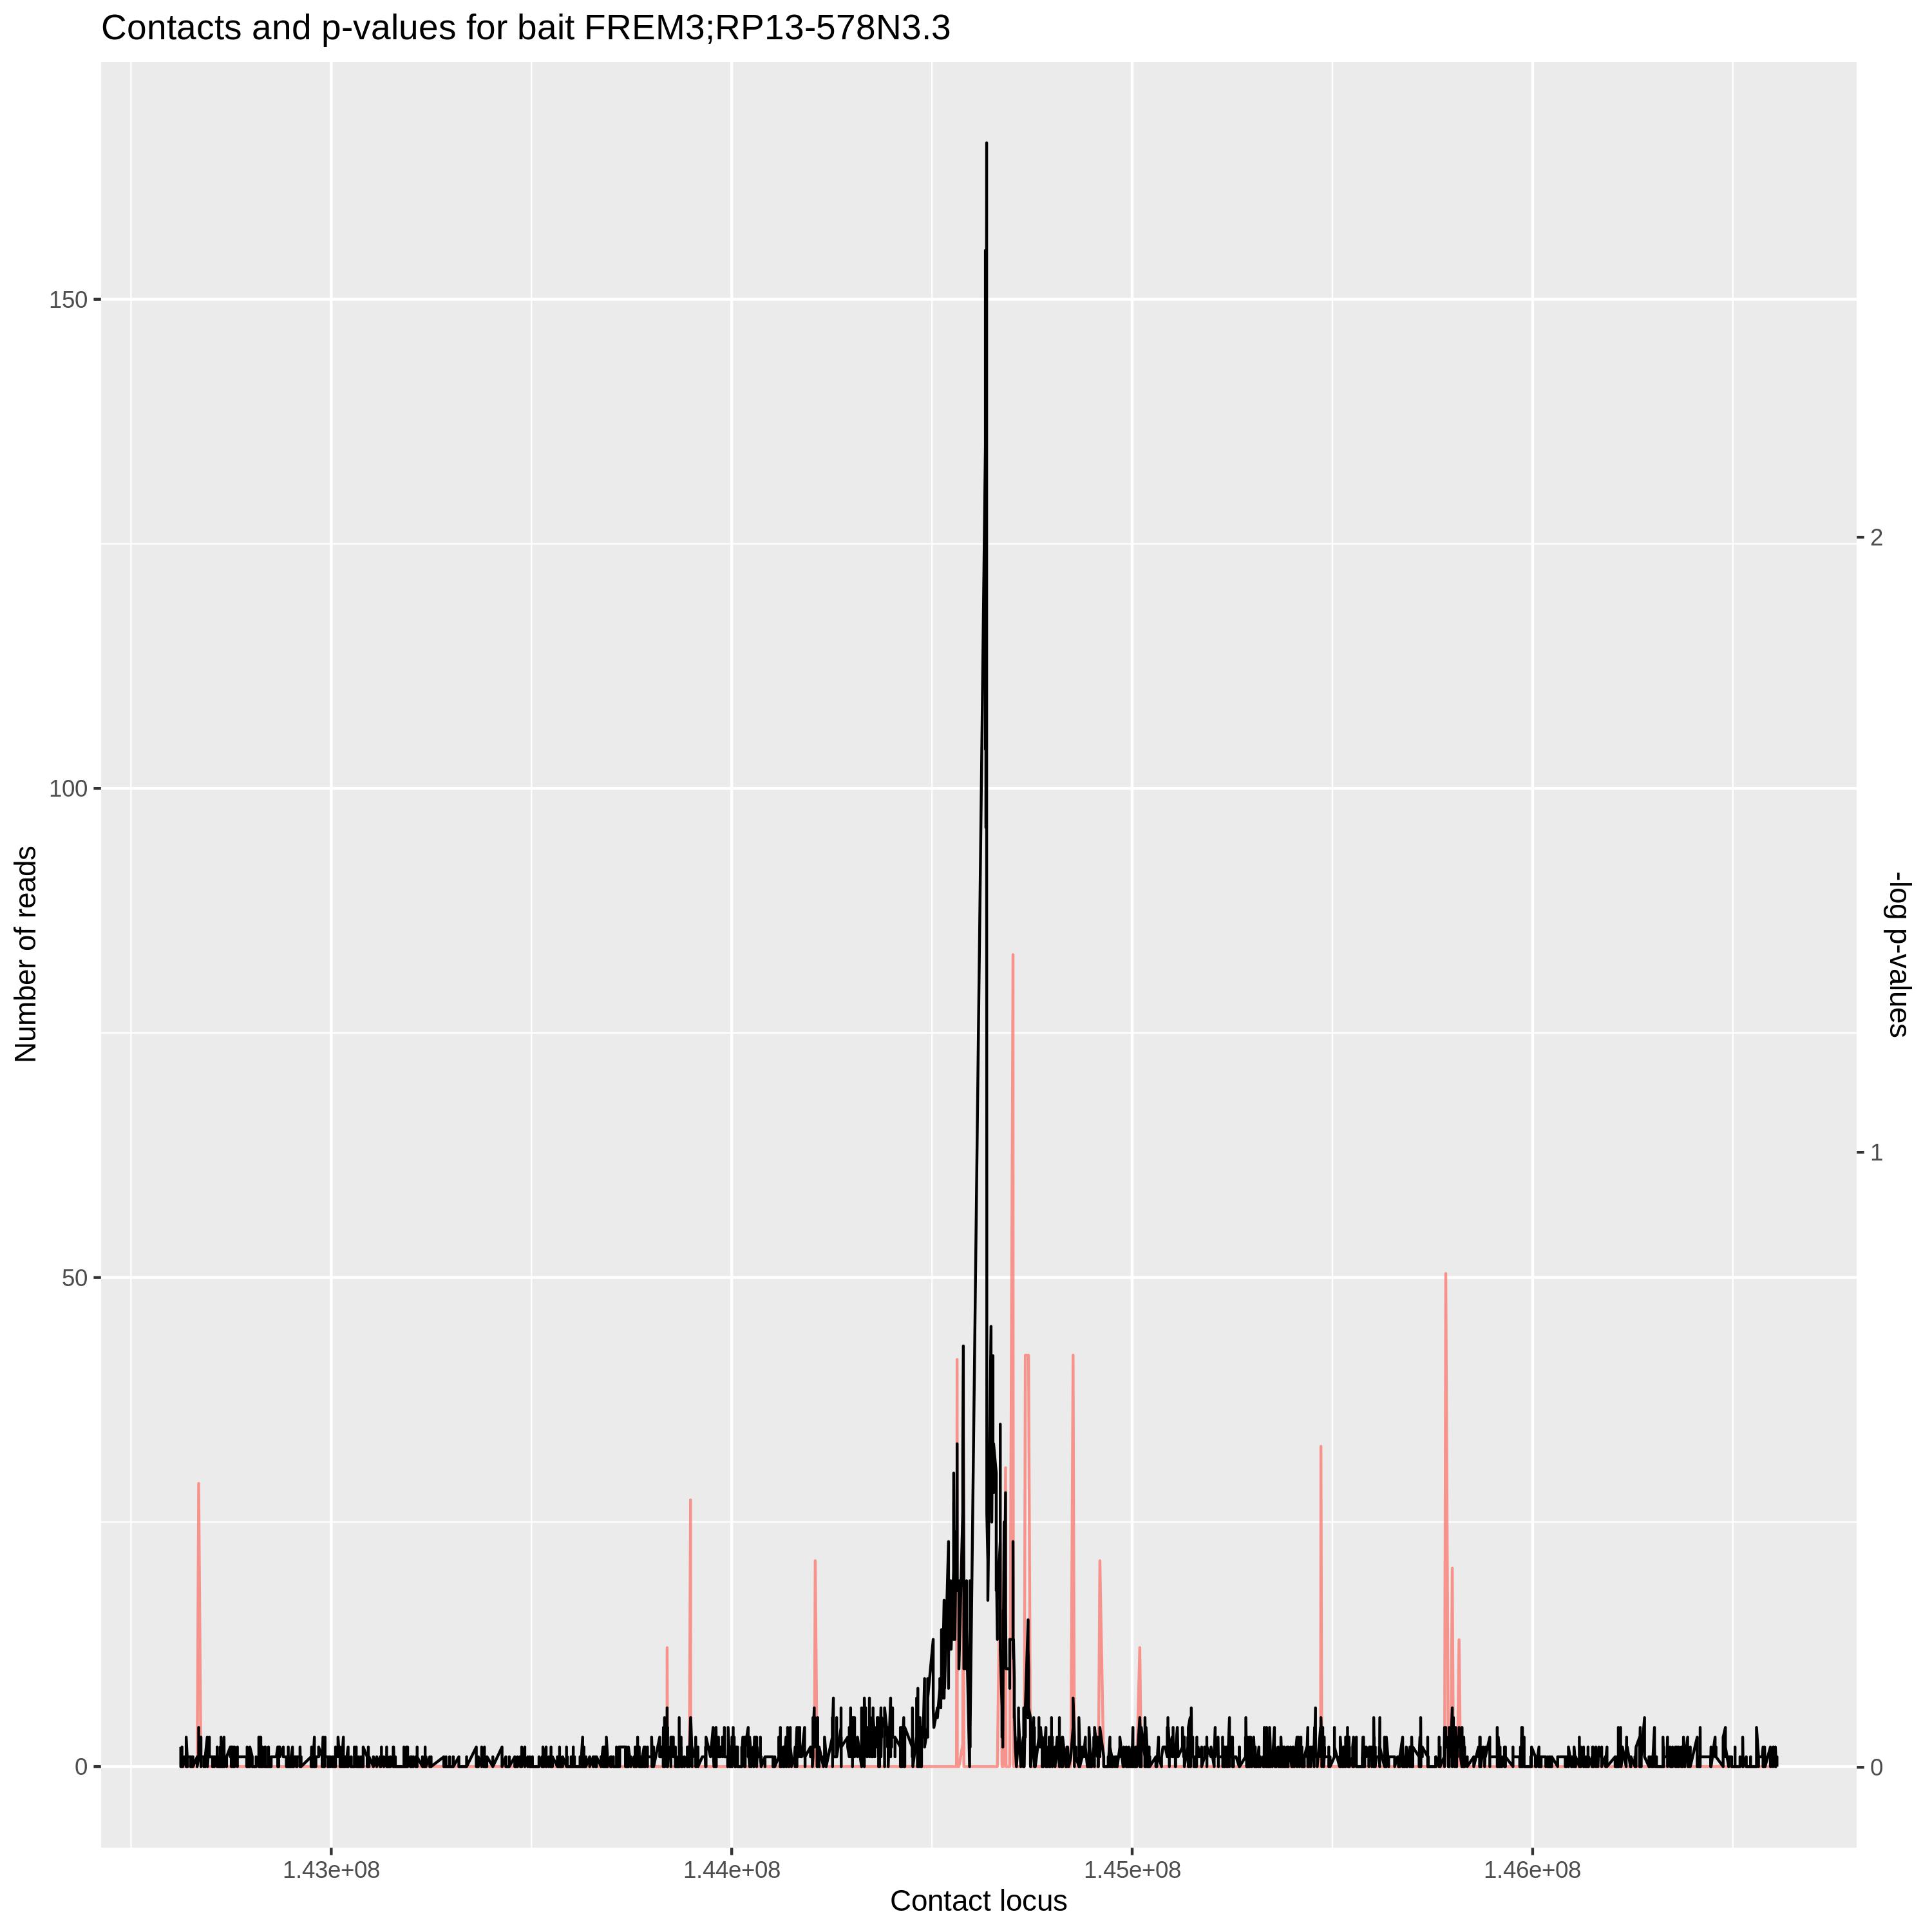 Contacts and p-values for bait FREM3;RP13-578N3.3
150
100
50
0
Number of reads
2
1
0
-log p-values
1.43e+08
1.44e+08
1.45e+08
1.46e+08
Contact locus